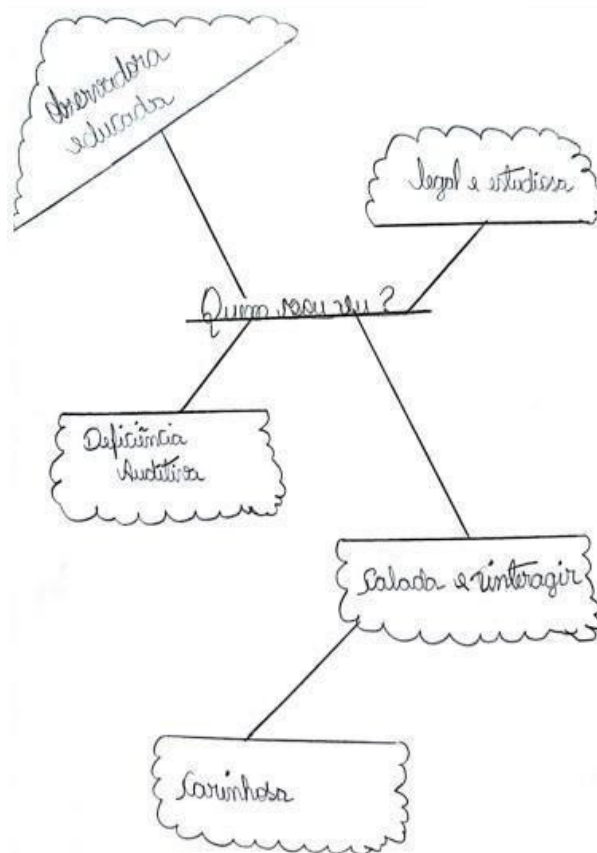 observadora
educada
legal e estudiosa
Quem sou eu?
Deficiência
Auditiva
Calada e interagir
Carinhosa